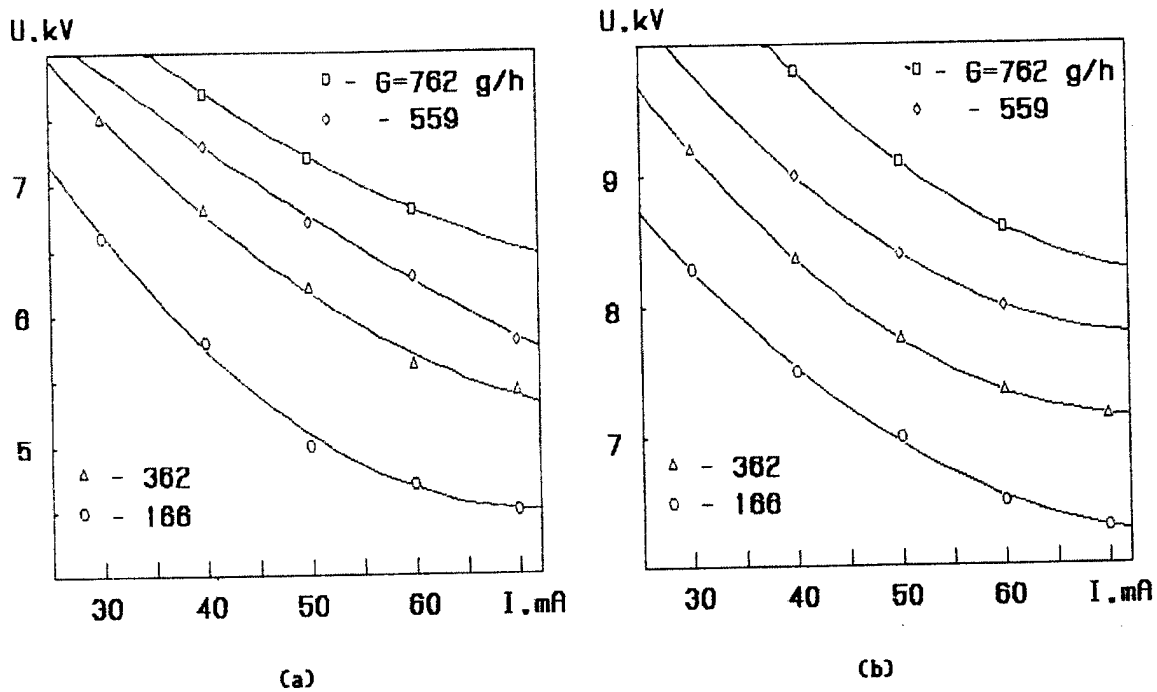 U.kV
□ - G=762 g/h
◇ - 559
7
6
5
△ - 362
○ - 166
30 40 50 60 I.mA
(a)
U.kV
□ - G=762 g/h
◇ - 559
9
8
7
△ - 362
○ - 166
30 40 50 60 I.mA
(b)